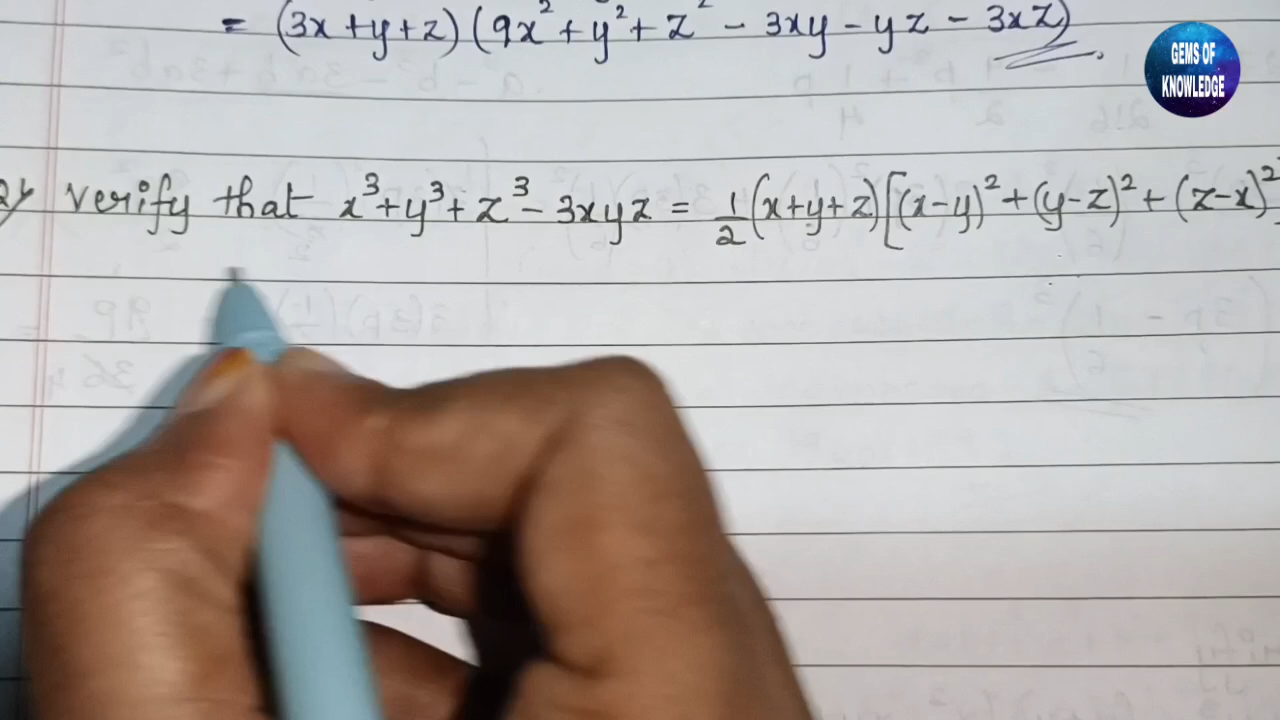 = (3x + y + z) (9x² + y² + z² - 3xy - yz - 3xz)
GEMS OF
KNOWLEDGE
verify that x³ + y³ + z³ - 3xyz = 1/2 (x+y+z) [(x-y)² + (y-z)² + (z-x)²